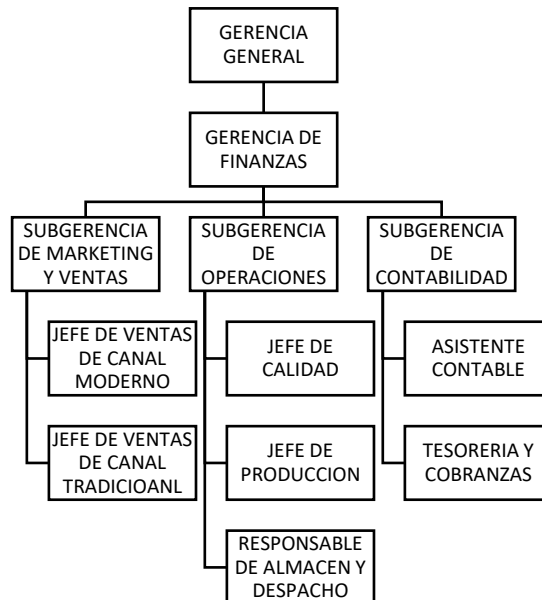 GERENCIA
GENERAL
GERENCIA DE
FINANZAS
SUBGERENCIA
DE MARKETING
Y VENTAS
SUBGERENCIA
DE
OPERACIONES
SUBGERENCIA
DE
CONTABILIDAD
JEFE DE VENTAS
DE CANAL
MODERNO
JEFE DE
CALIDAD
ASISTENTE
CONTABLE
JEFE DE VENTAS
DE CANAL
TRADICIOANL
JEFE DE
PRODUCCION
TESORERIA Y
COBRANZAS
RESPONSABLE
DE ALMACEN Y
DESPACHO